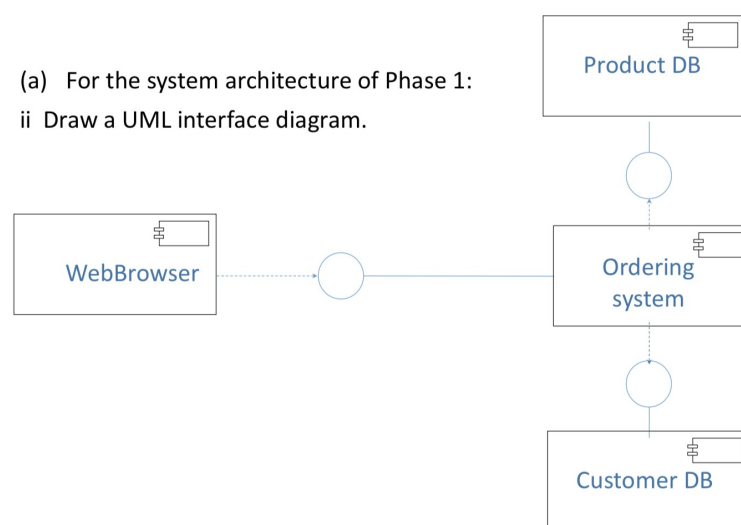 Product DB
(a) For the system architecture of Phase 1:
ii Draw a UML interface diagram.
WebBrowser
Ordering
system
Customer DB